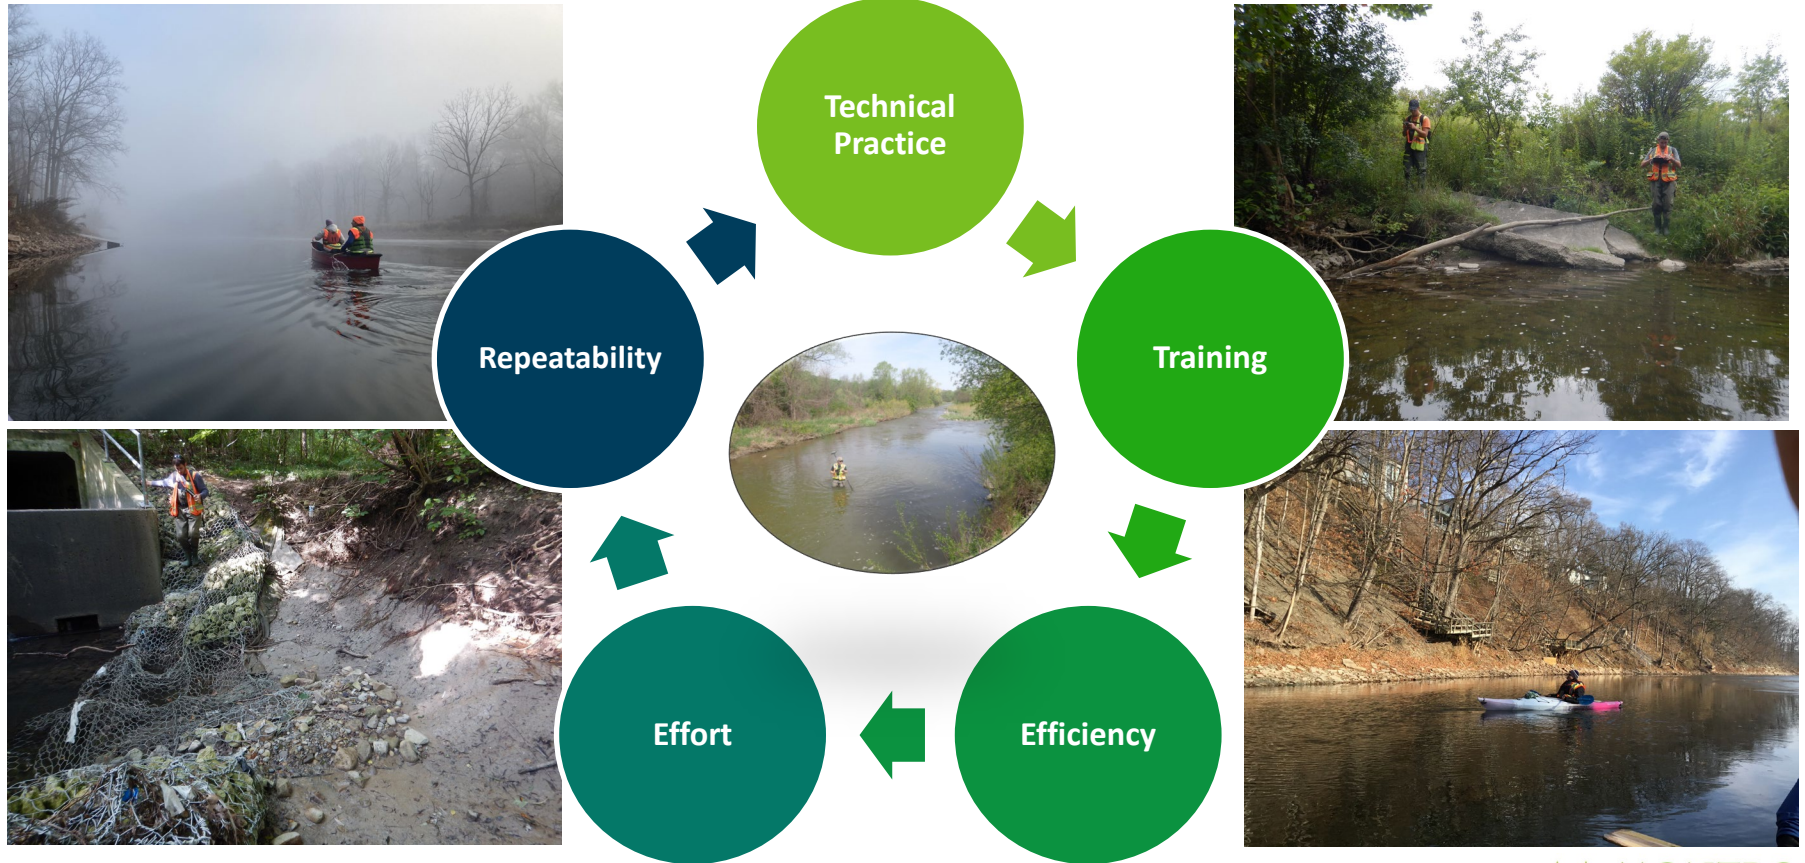 Technical
Practice
Repeatability
Training
Effort
Efficiency